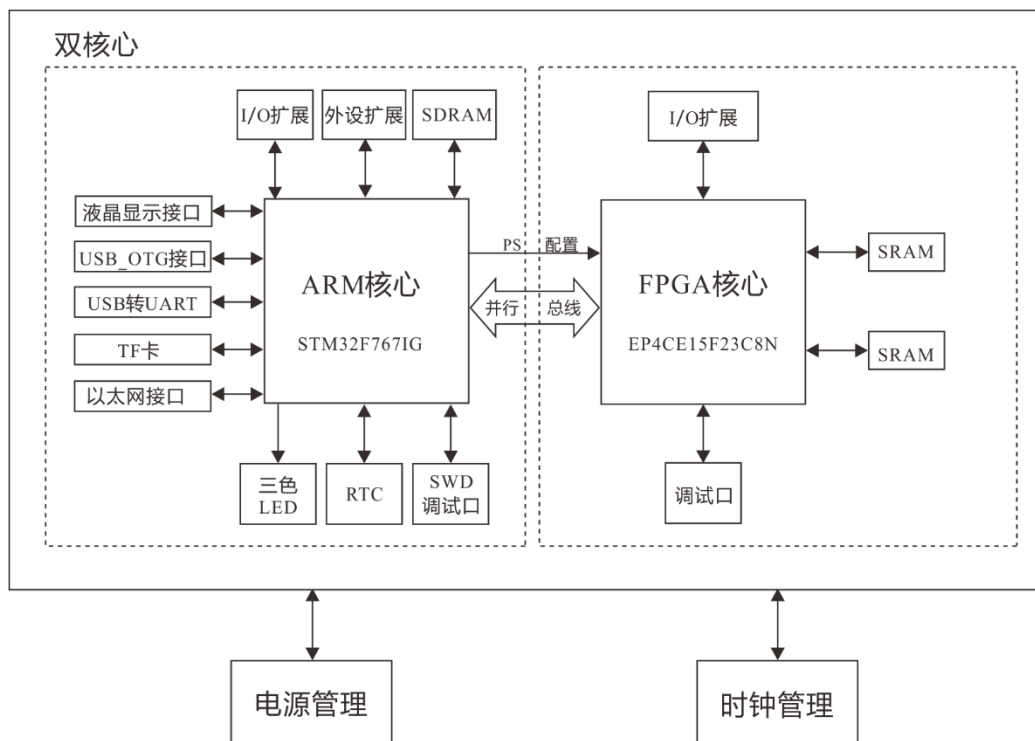 双核心
I/O扩展
外设扩展
SDRAM
I/O扩展
液晶显示接口
USB_OTG接口
USB转UART
TF卡
以太网接口
ARM核心
STM32F767IG
PS 配置
并行 总线
FPGA核心
EP4CE15F23C8N
SRAM
SRAM
三色
LED
RTC
SWD
调试口
调试口
电源管理
时钟管理